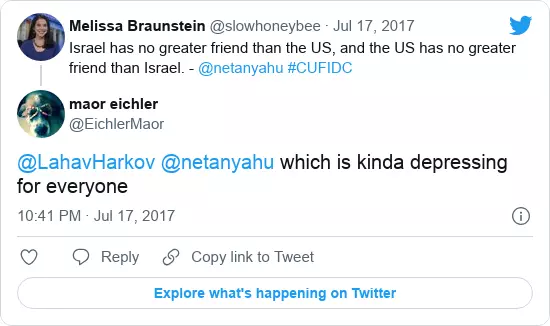 Melissa Braunstein @slowhoneybee · Jul 17, 2017
Israel has no greater friend than the US, and the US has no greater
friend than Israel. - @netanyahu #CUFIDC
maor eichler
@EichlerMaor
@LahavHarkov @netanyahu which is kinda depressing
for everyone
10:41 PM · Jul 17, 2017
Reply
Copy link to Tweet
Explore what's happening on Twitter